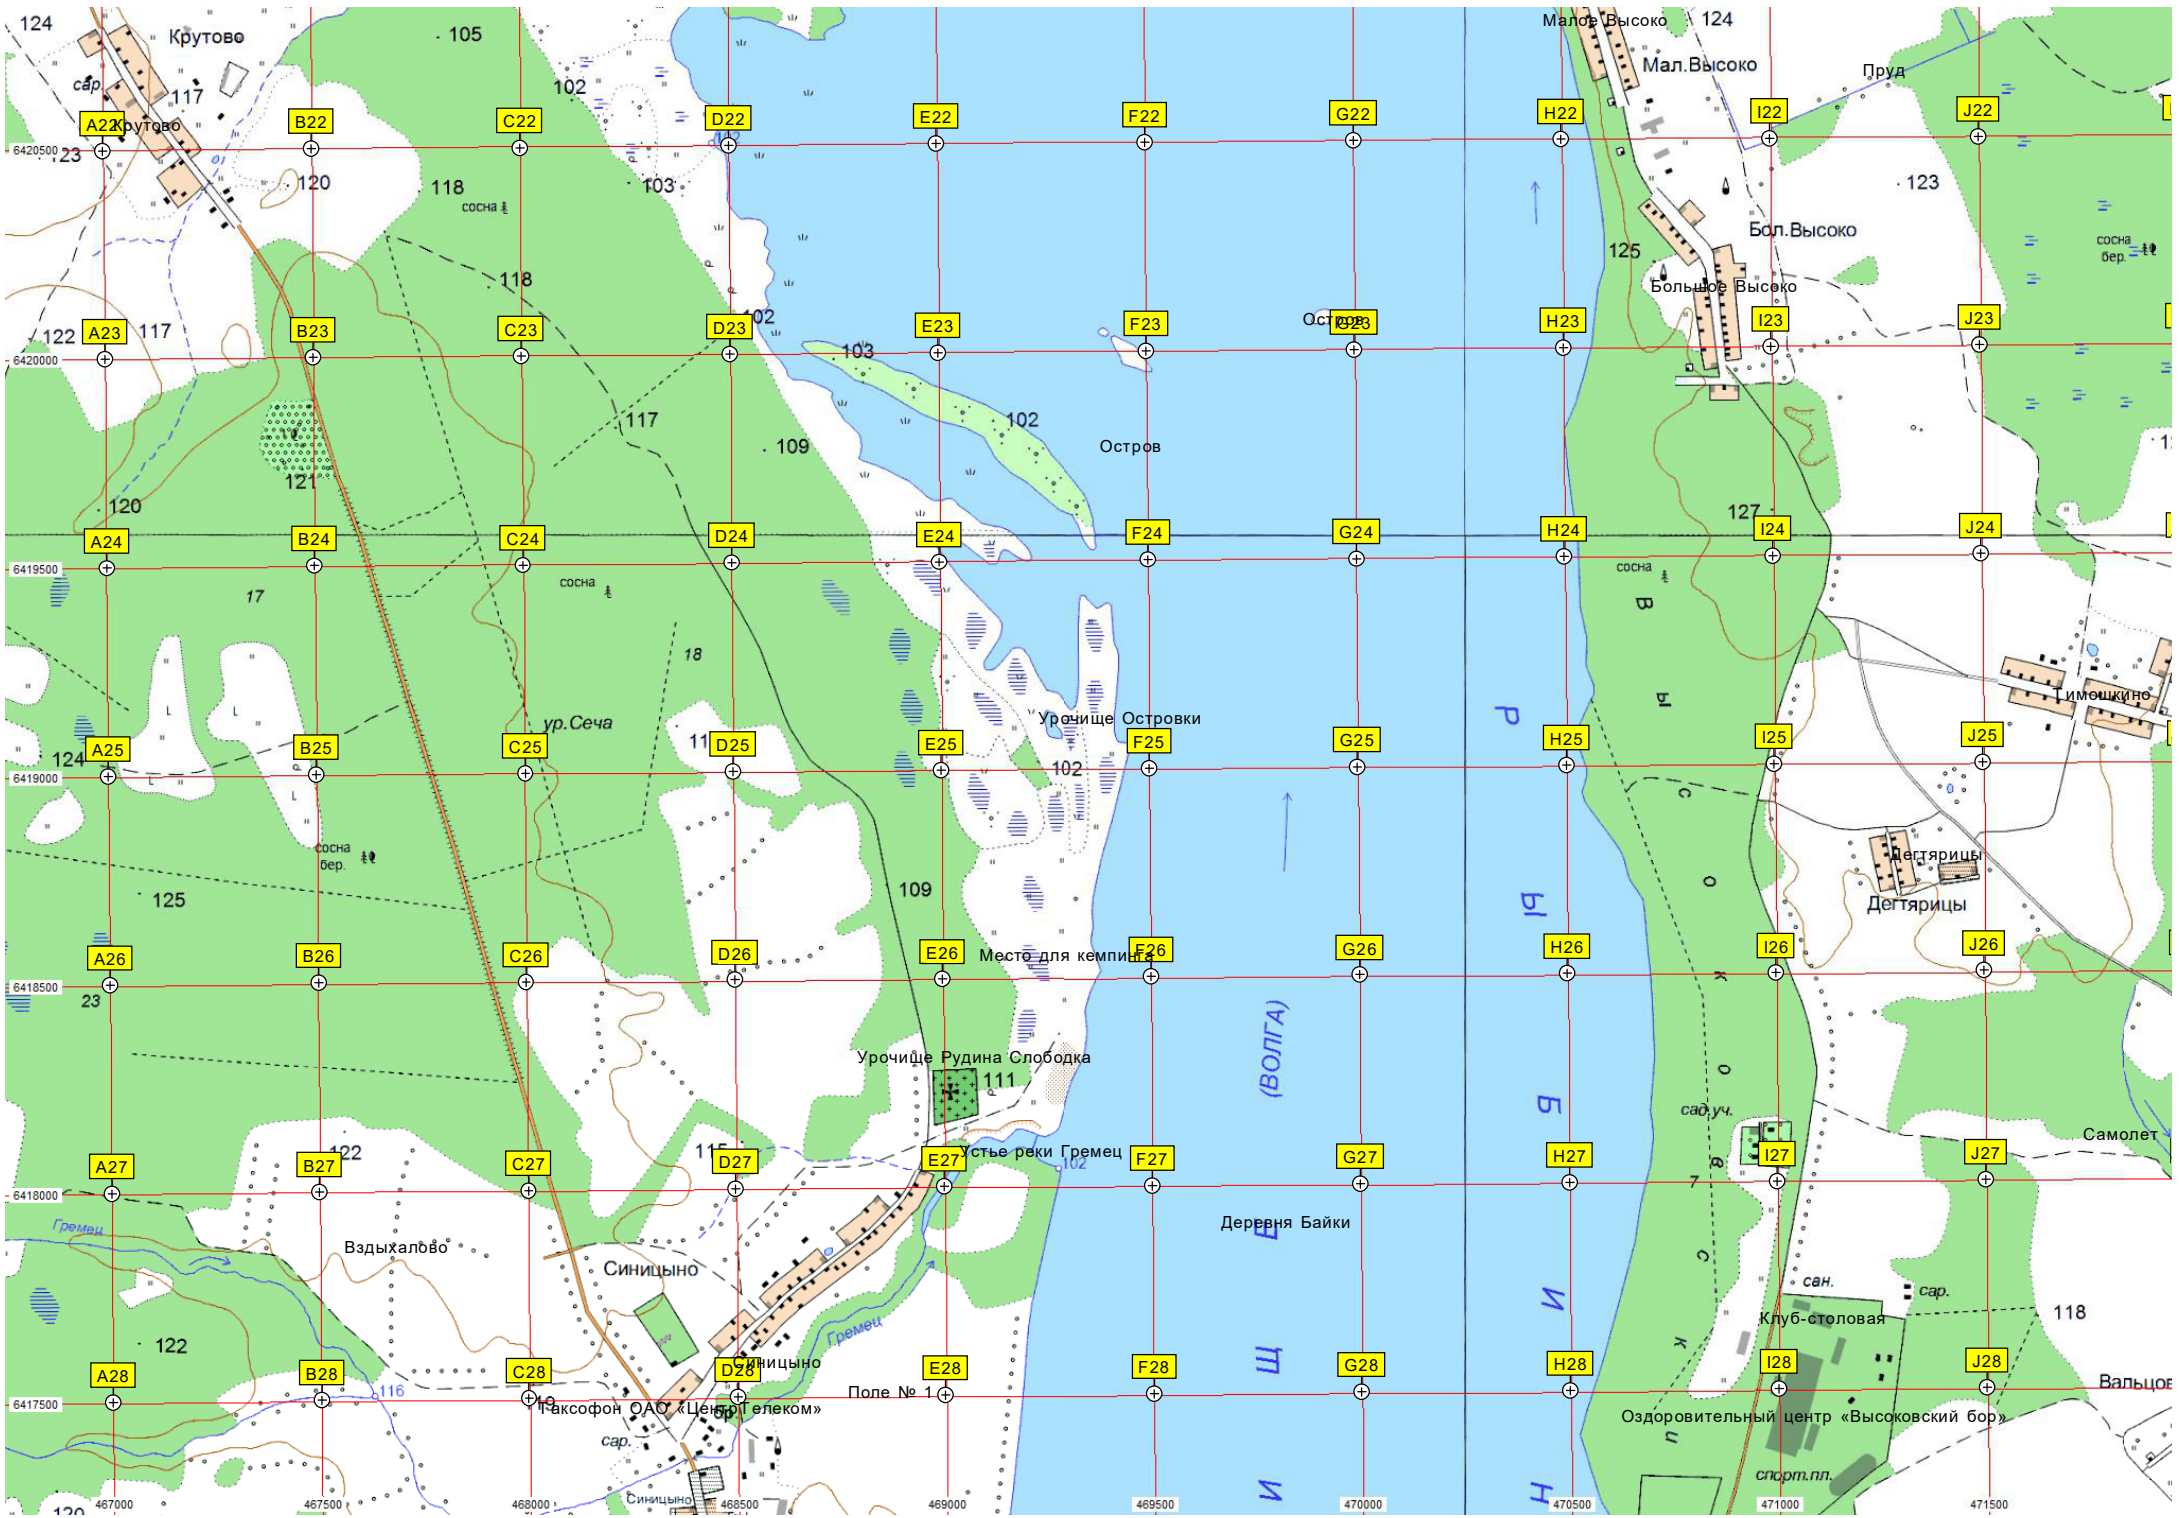 124
Крутово
105
Малое Высоко
124
Мал.Высоко
Пруд
сар.
117
102
A22
Крутово
B22
C22
D22
E22
F22
G22
H22
I22
J22
6420500
123
120
118
сосна
103
123
Бол.Высоко
125
сосна
бер.
118
Большое Высоко
122
A23
117
B23
C23
D23
102
E23
F23
Остров
G23
H23
I23
J23
6420000
103
117
109
102
Остров
121
120
127
A24
B24
C24
D24
E24
F24
G24
H24
I24
J24
6419500
17
сосна
сосна
В
18
Ы
Тимошкино
ур.Сеча
Урочище Островки
Р
124
A25
B25
C25
D25
E25
F25
G25
H25
I25
J25
6419000
102
с
сосна
бер.
Дегтярицы
125
109
о
Ы
Дегтярицы
A26
B26
C26
D26
E26
Место для кемпинга
F26
G26
H26
I26
J26
6418500
23
к
(ВОЛГА)
Урочище Рудина Слободка
111
о
Б
сад.уч.
122
115
Устье реки Гремец
102
Самолет
A27
B27
C27
D27
E27
F27
G27
H27
I27
J27
6418000
в
7
Гремец
Деревня Байки
Вздыхалово
Е
с
Синицыно
И
сан.
сар.
118
Клуб-столовая
Гремец
122
к
Щ
Синицыно
A28
B28
C28
D28
E28
F28
G28
H28
I28
J28
6417500
116
119
Поле № 1
Вальцов
Таксофон ОАО «ЦентрТелеком»
бр.
Оздоровительный центр «Высоковский бор»
и
сар.
спорт.пл.
Синицыно
И
Н
120
467000
467500
468000
468500
469000
469500
470000
470500
471000
471500